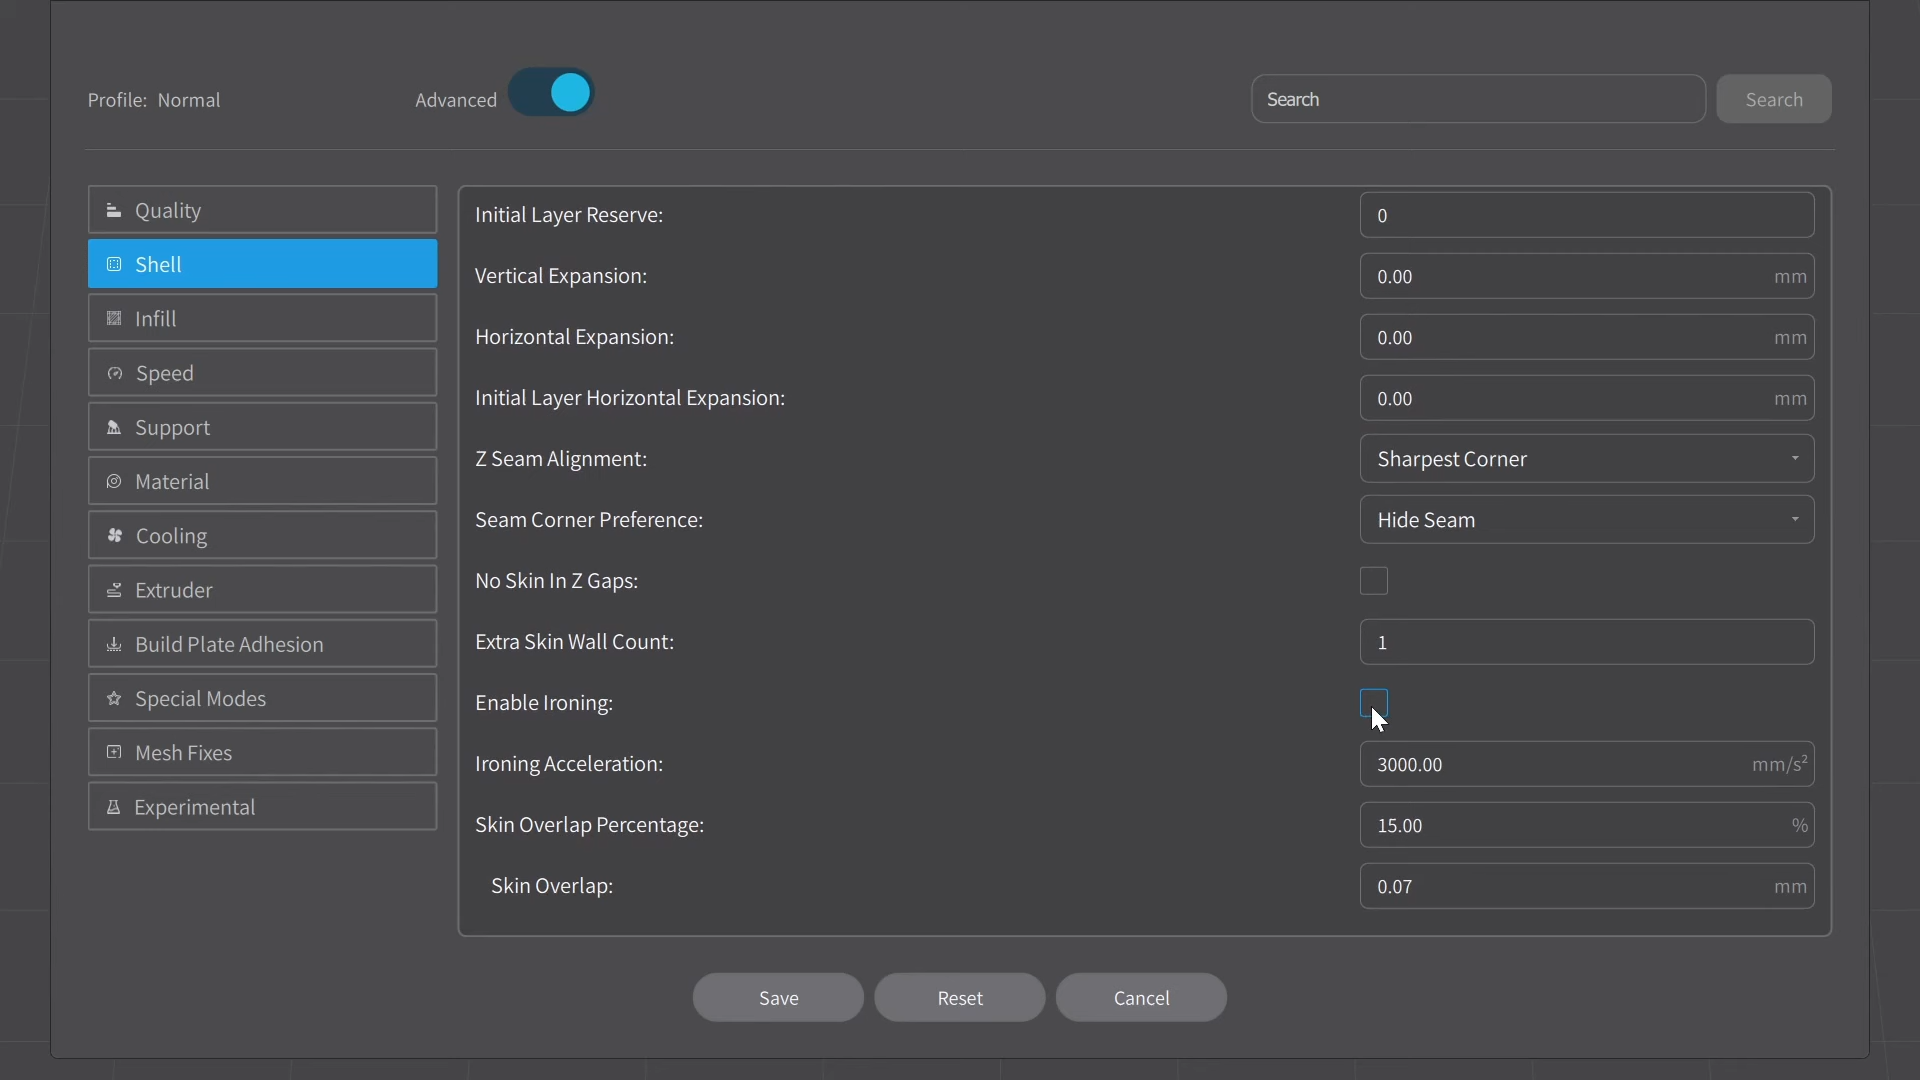 Profile: Normal
Advanced
Search
Search
Quality
Shell
Infill
Speed
Support
Material
Cooling
Extruder
Build Plate Adhesion
Special Modes
Mesh Fixes
Experimental
Initial Layer Reserve: 0
Vertical Expansion: 0.00 mm
Horizontal Expansion: 0.00 mm
Initial Layer Horizontal Expansion: 0.00 mm
Z Seam Alignment: Sharpest Corner
Seam Corner Preference: Hide Seam
No Skin In Z Gaps:
Extra Skin Wall Count: 1
Enable Ironing:
Ironing Acceleration: 3000.00 mm/s²
Skin Overlap Percentage: 15.00 %
Skin Overlap: 0.07 mm
Save
Reset
Cancel